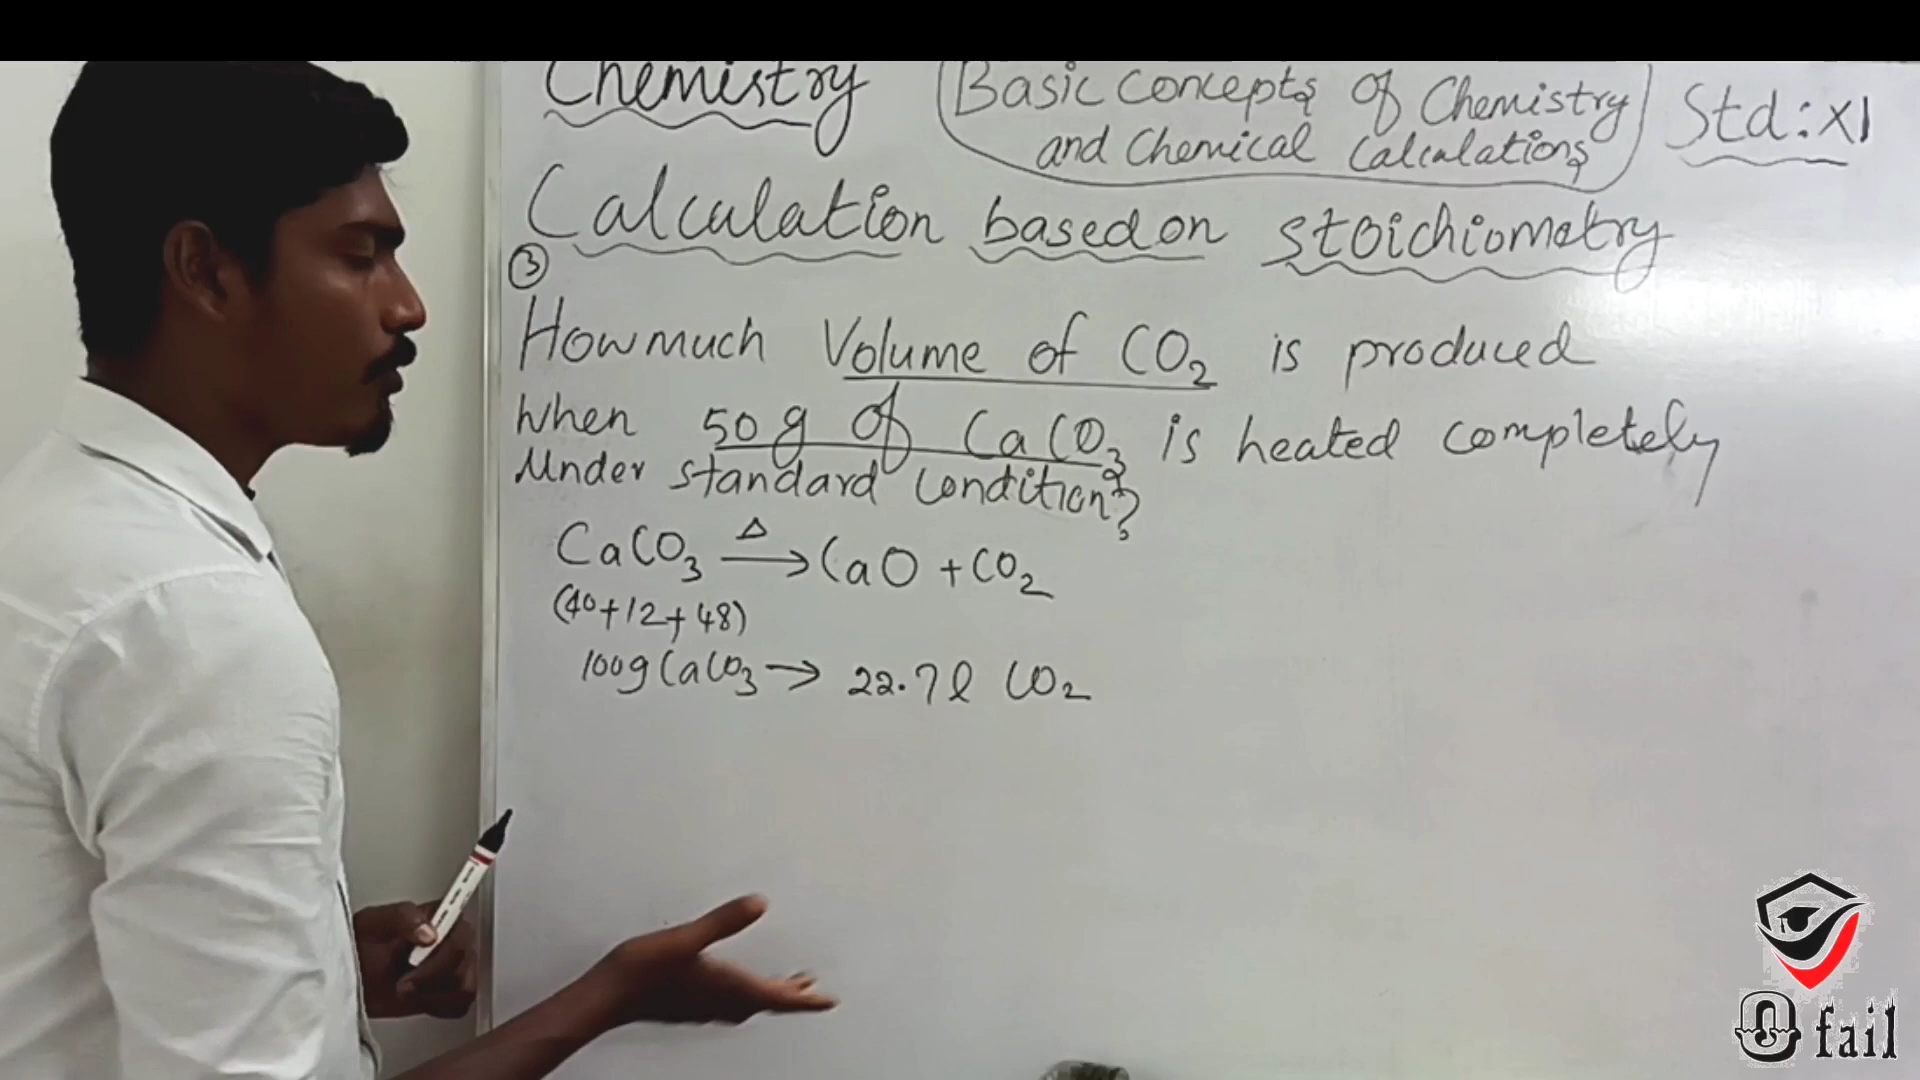 Chemistry
Basic concepts of Chemistry
and Chemical Calculations
Std: XI
Calculation based on stoichiometry
③
How much Volume of CO₂ is produced
When 50 g of CaCO₃ is heated completely
Under standard condition?
CaCO₃ —Δ→ CaO + CO₂
(40+12+48)
100g CaCO₃ → 22.7 l CO₂
0 fail